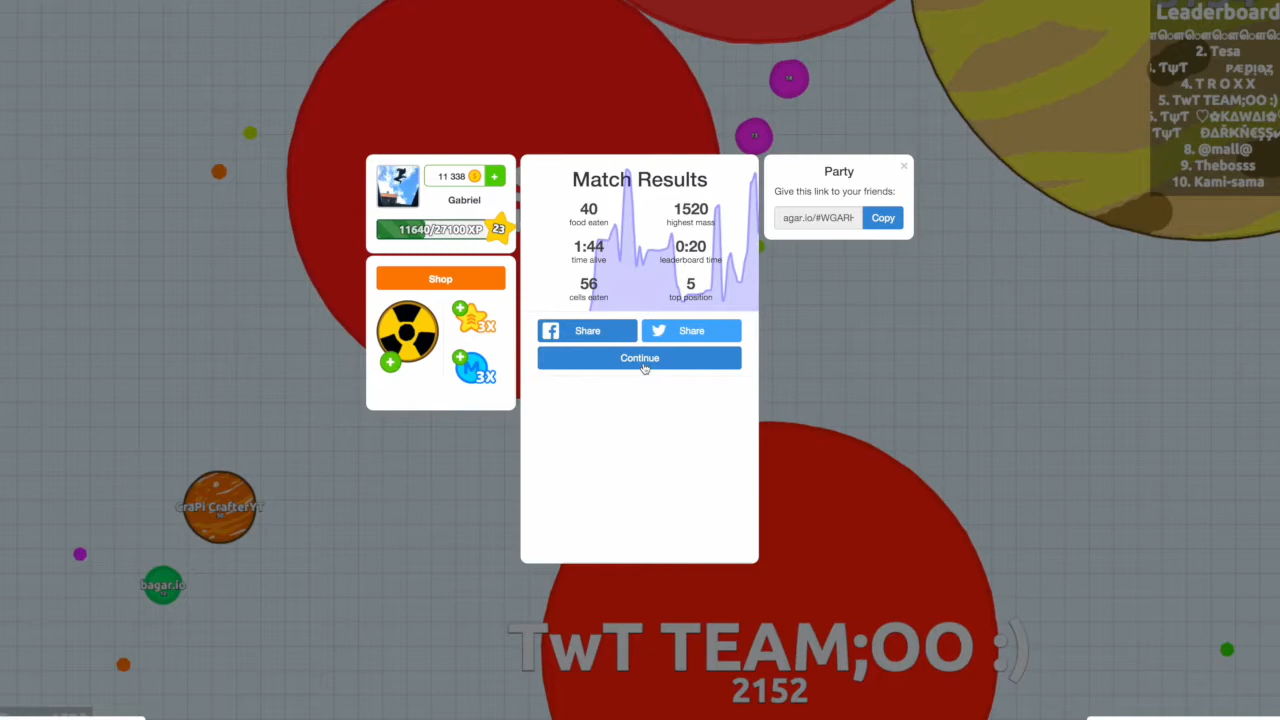 Leaderboard
2. Tesa
4. T R O X X
5. TwT TEAM;OO :)
8. @mall@
9. Thebosss
10. Kami-sama
11 338
+
Gabriel
11640/27100 XP
23
Shop
3X
M
3X
Match Results
40
food eaten
1520
highest mass
1:44
time alive
0:20
leaderboard time
56
cells eaten
5
top position
Share
Share
Continue
Party
×
Give this link to your friends:
Copy
CraPi CrafterYT
bagar.io
TwT TEAM;OO :)
2152